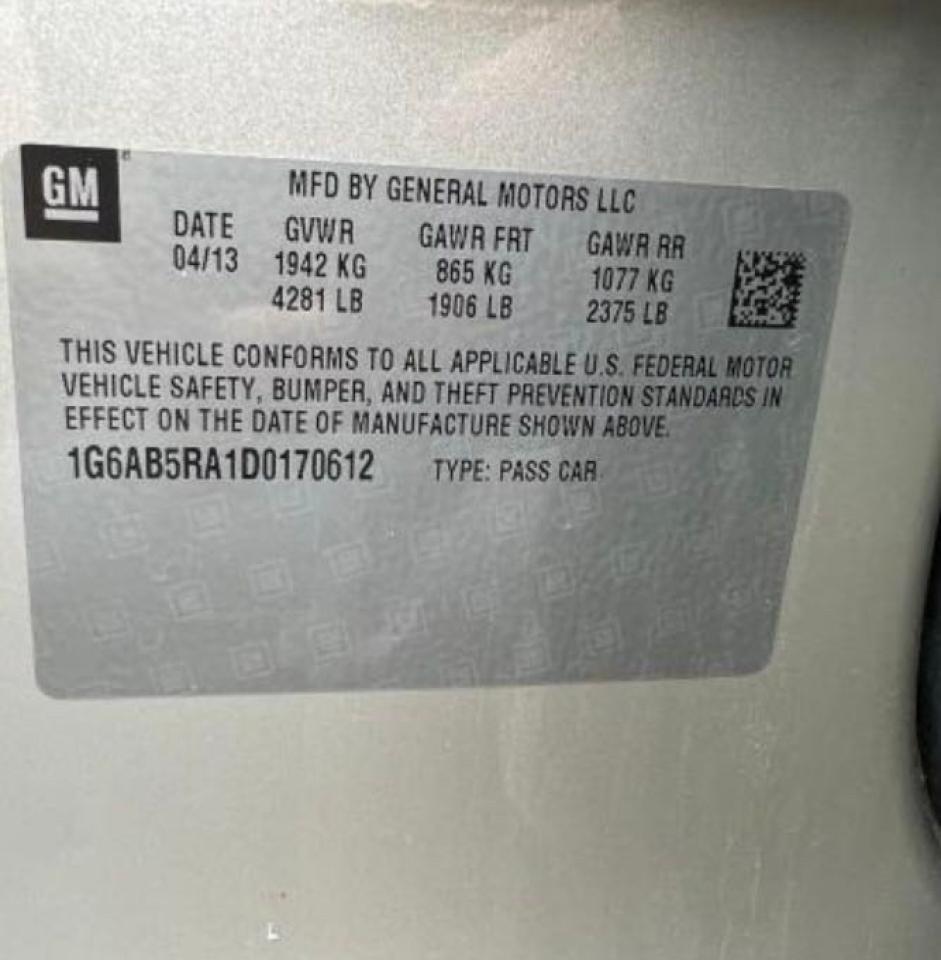 GM
MFD BY GENERAL MOTORS LLC
DATE GVWR GAWR FRT GAWR RR
04/13 1942 KG 865 KG 1077 KG
4281 LB 1906 LB 2375 LB
THIS VEHICLE CONFORMS TO ALL APPLICABLE U.S. FEDERAL MOTOR
VEHICLE SAFETY, BUMPER, AND THEFT PREVENTION STANDARDS IN
EFFECT ON THE DATE OF MANUFACTURE SHOWN ABOVE.
1G6AB5RA1D0170612 TYPE: PASS CAR